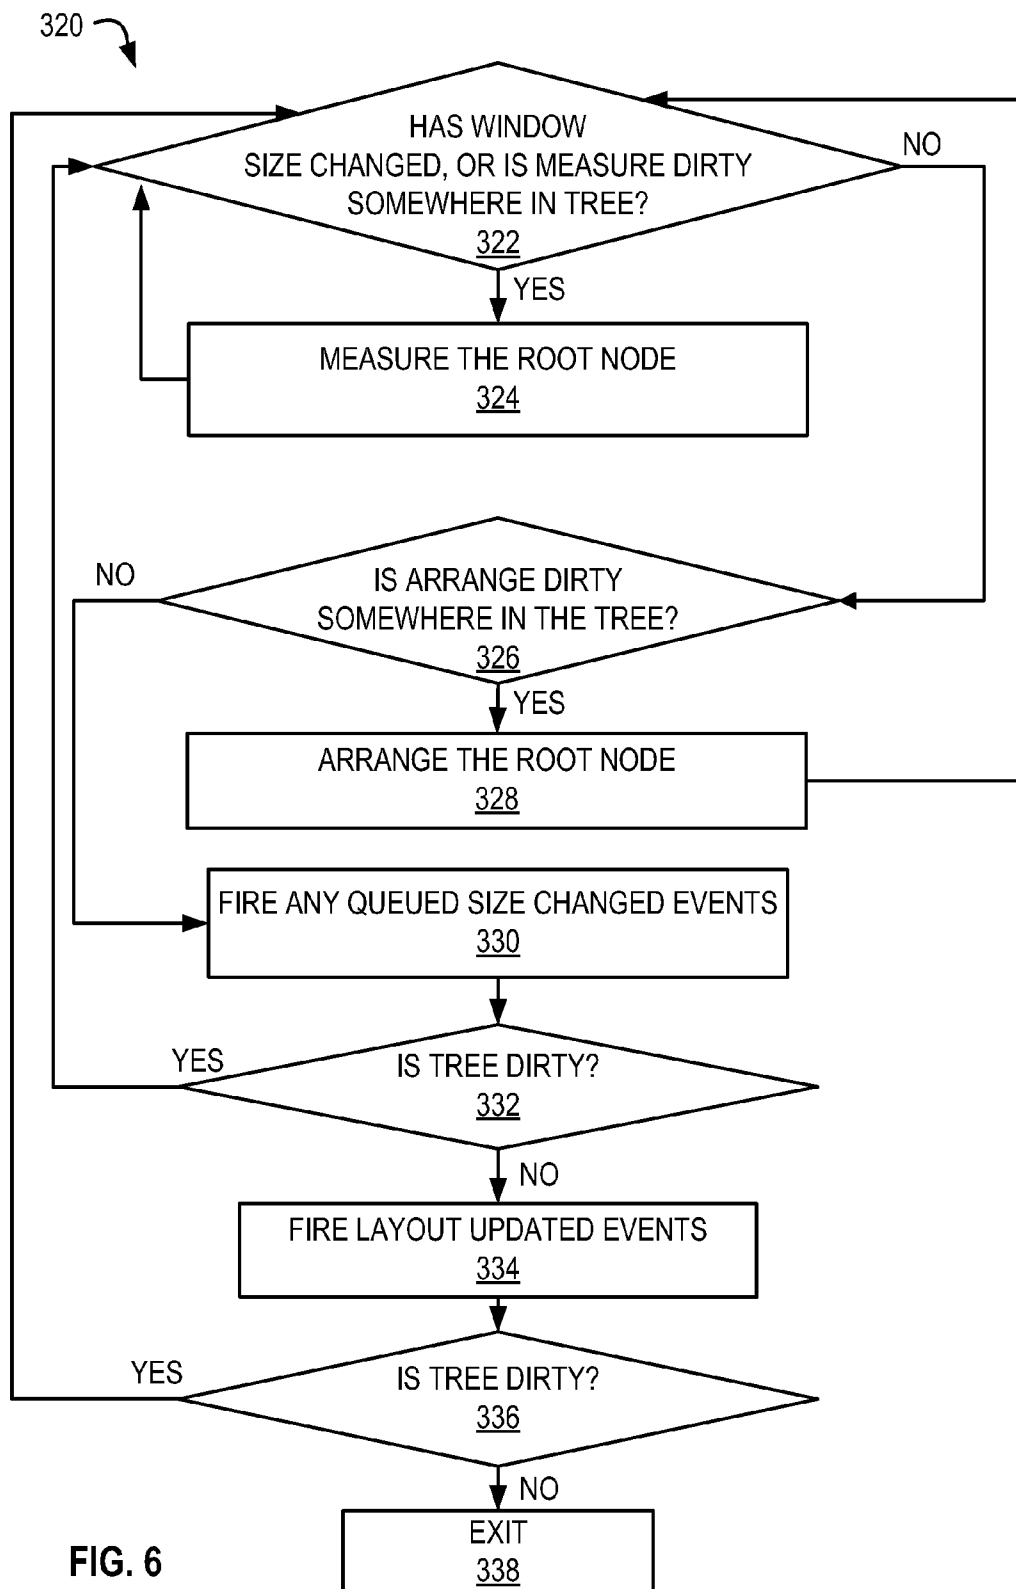 320
HAS WINDOW
SIZE CHANGED, OR IS MEASURE DIRTY
SOMEWHERE IN TREE?
322
NO
YES
MEASURE THE ROOT NODE
324
NO
IS ARRANGE DIRTY
SOMEWHERE IN THE TREE?
326
YES
ARRANGE THE ROOT NODE
328
FIRE ANY QUEUED SIZE CHANGED EVENTS
330
YES
IS TREE DIRTY?
332
NO
FIRE LAYOUT UPDATED EVENTS
334
YES
IS TREE DIRTY?
336
NO
EXIT
338
FIG. 6